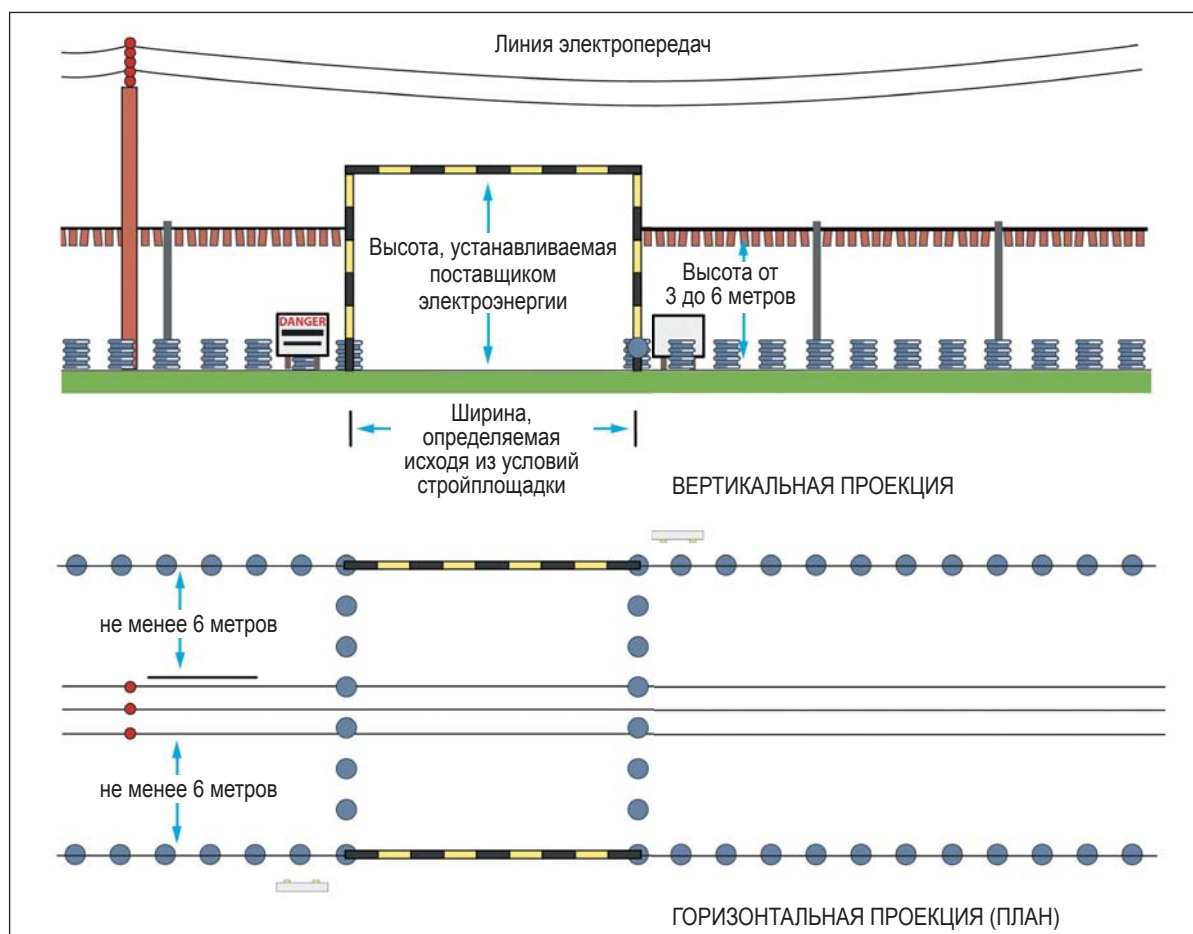 Линия электропередач
Высота, устанавливаемая
поставщиком
электроэнергии
Высота от
3 до 6 метров
DANGER
Ширина,
определяемая
исходя из условий
стройплощадки
ВЕРТИКАЛЬНАЯ ПРОЕКЦИЯ
не менее 6 метров
не менее 6 метров
ГОРИЗОНТАЛЬНАЯ ПРОЕКЦИЯ (ПЛАН)